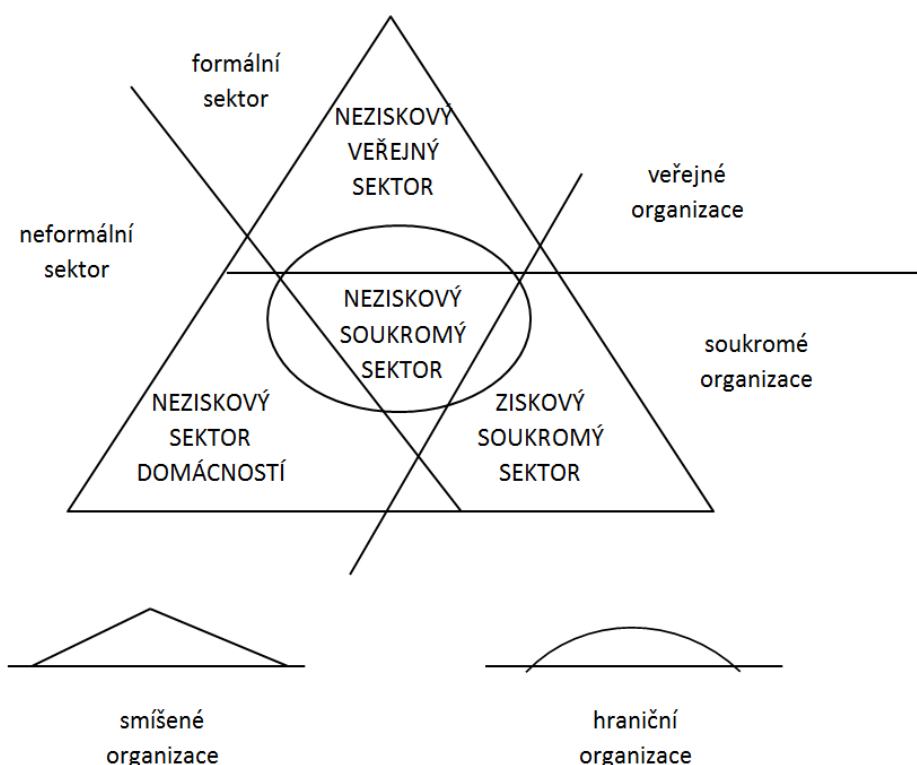 formální
sektor
NEZISKOVÝ
VEŘEJNÝ
SEKTOR
veřejné
organizace
neformální
sektor
NEZISKOVÝ
SOUKROMÝ
SEKTOR
soukromé
organizace
NEZISKOVÝ
SEKTOR
DOMÁCNOSTÍ
ZISKOVÝ
SOUKROMÝ
SEKTOR
smíšené
organizace
hraniční
organizace